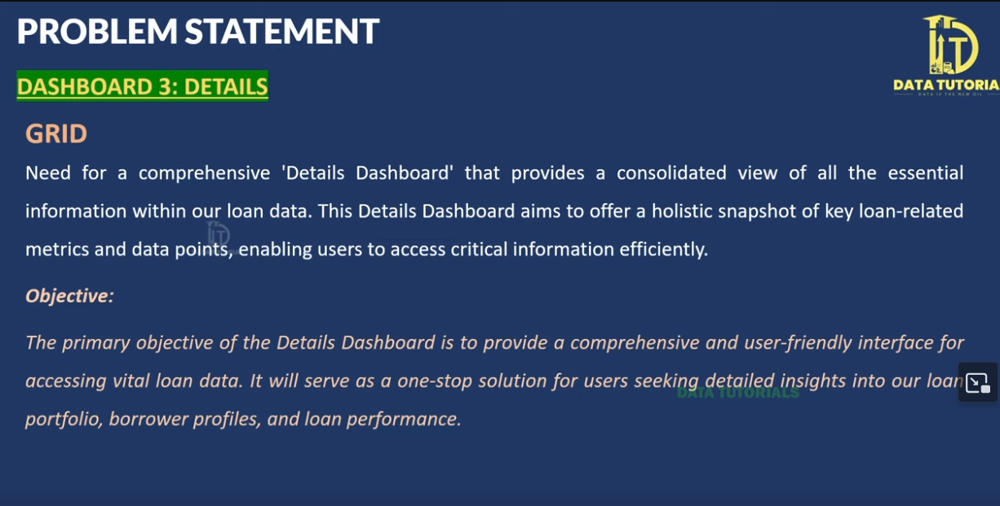 PROBLEM STATEMENT
DATA TUTORIA
DATA IS THE NEW OIL
DASHBOARD 3: DETAILS
GRID
Need for a comprehensive 'Details Dashboard' that provides a consolidated view of all the essential
information within our loan data. This Details Dashboard aims to offer a holistic snapshot of key loan-related
metrics and data points, enabling users to access critical information efficiently.
Objective:
The primary objective of the Details Dashboard is to provide a comprehensive and user-friendly interface for
accessing vital loan data. It will serve as a one-stop solution for users seeking detailed insights into our loan
DATA TUTORIALS
portfolio, borrower profiles, and loan performance.